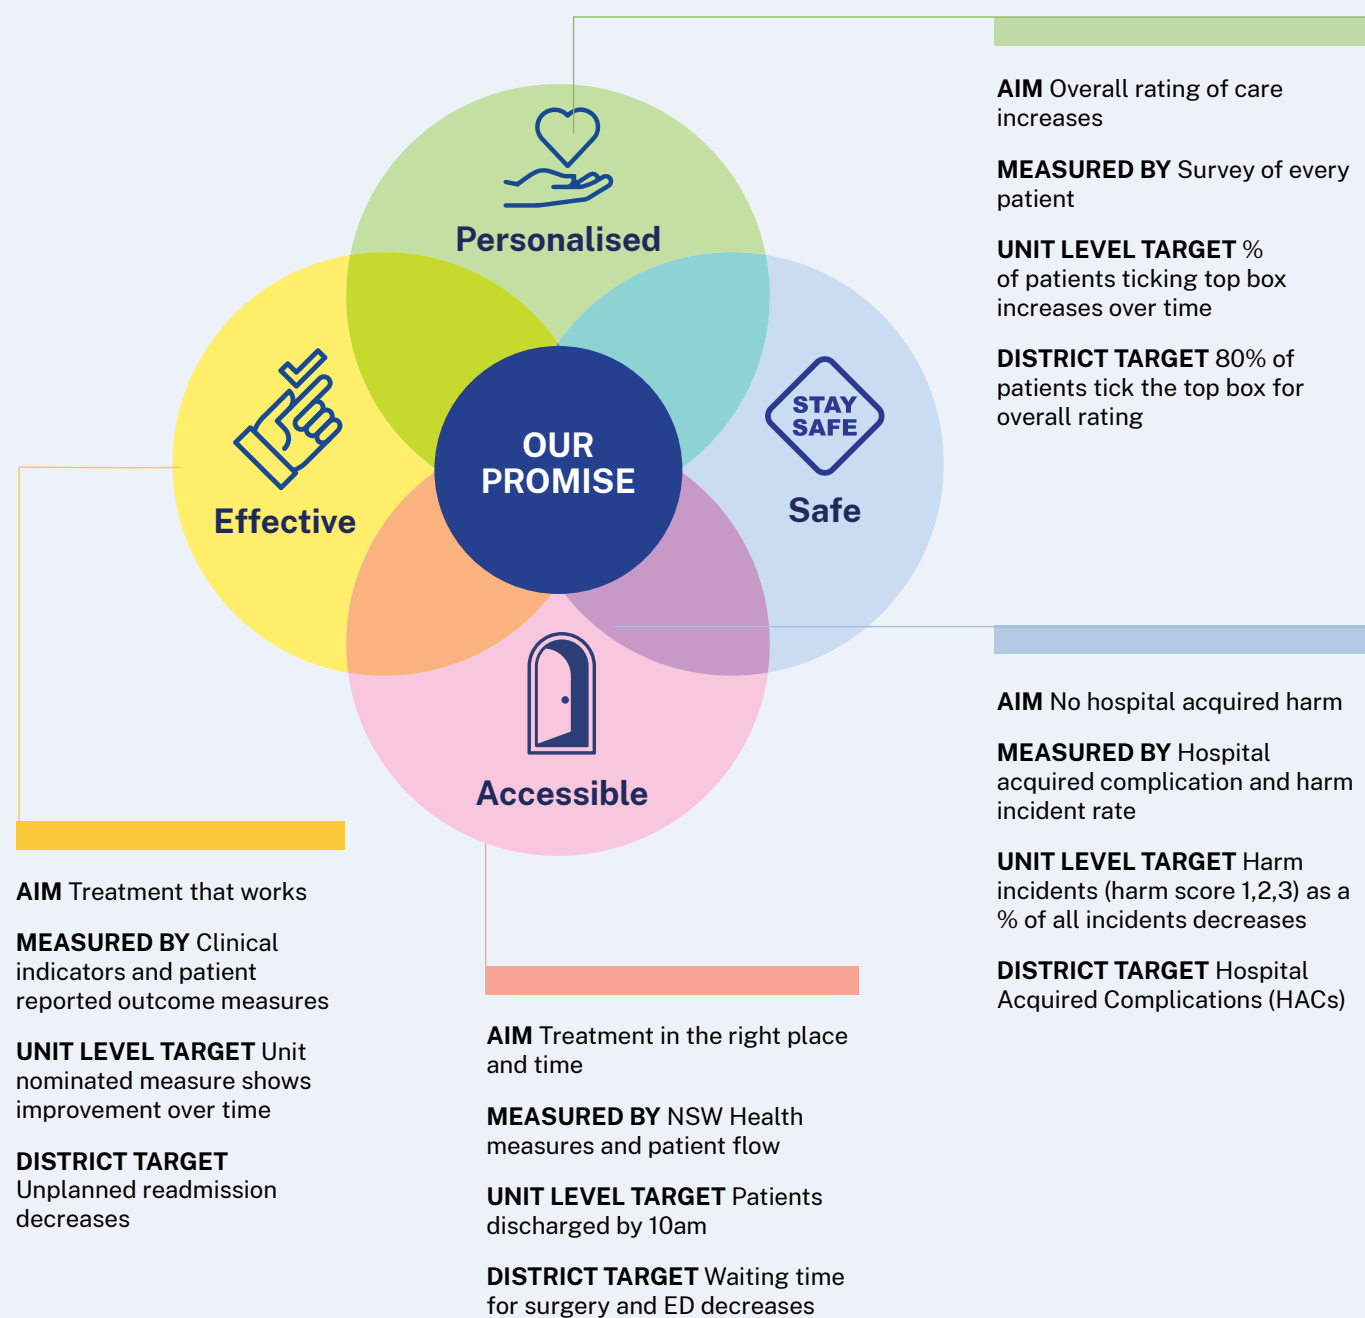 Personalised
STAY
SAFE
Safe
Effective
OUR
PROMISE
Accessible
AIM Overall rating of care
increases
MEASURED BY Survey of every
patient
UNIT LEVEL TARGET %
of patients ticking top box
increases over time
DISTRICT TARGET 80% of
patients tick the top box for
overall rating
AIM No hospital acquired harm
MEASURED BY Hospital
acquired complication and harm
incident rate
UNIT LEVEL TARGET Harm
incidents (harm score 1,2,3) as a
% of all incidents decreases
DISTRICT TARGET Hospital
Acquired Complications (HACs)
AIM Treatment that works
MEASURED BY Clinical
indicators and patient
reported outcome measures
UNIT LEVEL TARGET Unit
nominated measure shows
improvement over time
DISTRICT TARGET
Unplanned readmission
decreases
AIM Treatment in the right place
and time
MEASURED BY NSW Health
measures and patient flow
UNIT LEVEL TARGET Patients
discharged by 10am
DISTRICT TARGET Waiting time
for surgery and ED decreases